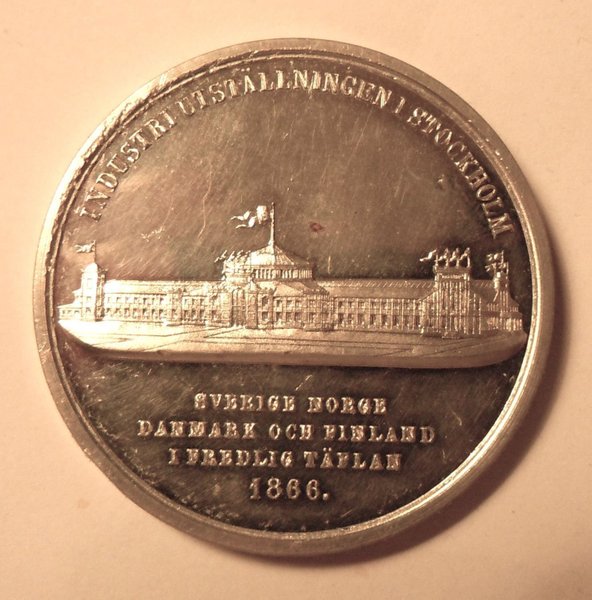 INDUSTRIUTSTÄLLNINGEN I STOCKHOLM
SVERIGE NORGE
DANMARK OCH FINLAND
I FREDLIG TÄFLAN
1866.